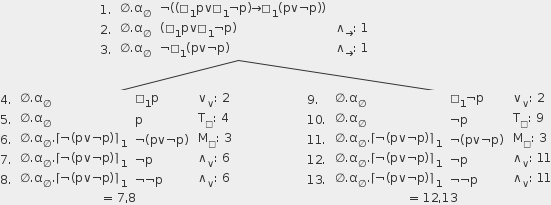 1. ∅.α∅ ¬((□₁p∨□₁¬p)→□₁(p∨¬p))
2. ∅.α∅ (□₁p∨□₁¬p) ∧→: 1
3. ∅.α∅ ¬□₁(p∨¬p) ∧→: 1
4. ∅.α∅ □₁p ∨∨: 2
5. ∅.α∅ p T□: 4
6. ∅.α∅.⌈¬(p∨¬p)⌉₁ ¬(p∨¬p) M□: 3
7. ∅.α∅.⌈¬(p∨¬p)⌉₁ ¬p ∧∨: 6
8. ∅.α∅.⌈¬(p∨¬p)⌉₁ ¬¬p ∧∨: 6
= 7,8
9. ∅.α∅ □₁¬p ∨∨: 2
10. ∅.α∅ ¬p T□: 9
11. ∅.α∅.⌈¬(p∨¬p)⌉₁ ¬(p∨¬p) M□: 3
12. ∅.α∅.⌈¬(p∨¬p)⌉₁ ¬p ∧∨: 11
13. ∅.α∅.⌈¬(p∨¬p)⌉₁ ¬¬p ∧∨: 11
= 12,13